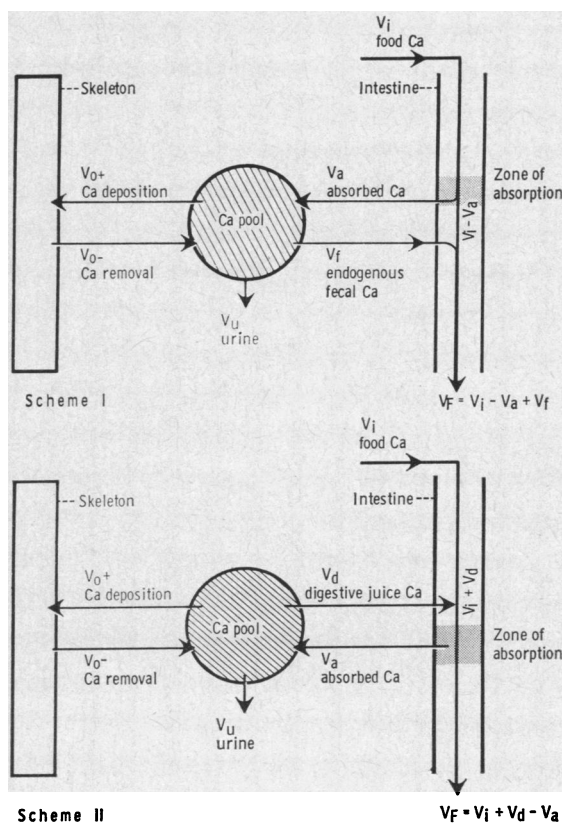 Vi
food Ca
Skeleton
Intestine
Vo+
Ca deposition
Va
absorbed Ca
Zone of
absorption
Ca pool
Vi - Va
Vo-
Ca removal
Vf
endogenous
fecal Ca
Vu
urine
Scheme I
VF = Vi - Va + Vf
Vi
food Ca
Skeleton
Intestine
Vo+
Ca deposition
Vd
digestive juice Ca
Vi + Vd
Ca pool
Zone of
absorption
Vo-
Ca removal
Va
absorbed Ca
Vu
urine
Scheme II
VF = Vi + Vd - Va